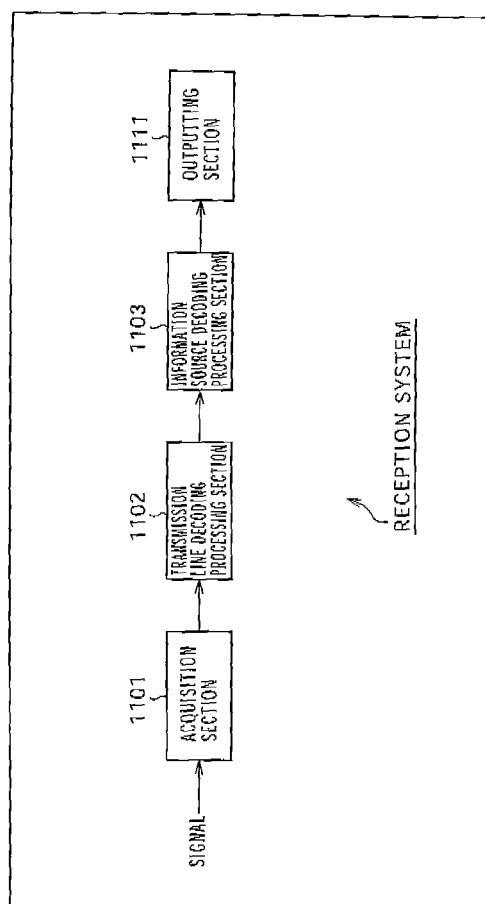 SIGNAL
1101
ACQUISITION
SECTION
1102
TRANSMISSION
LINE DECODING
PROCESSING SECTION
1103
INFORMATION
SOURCE DECODING
PROCESSING SECTION
1111
OUTPUTTING
SECTION
RECEPTION SYSTEM